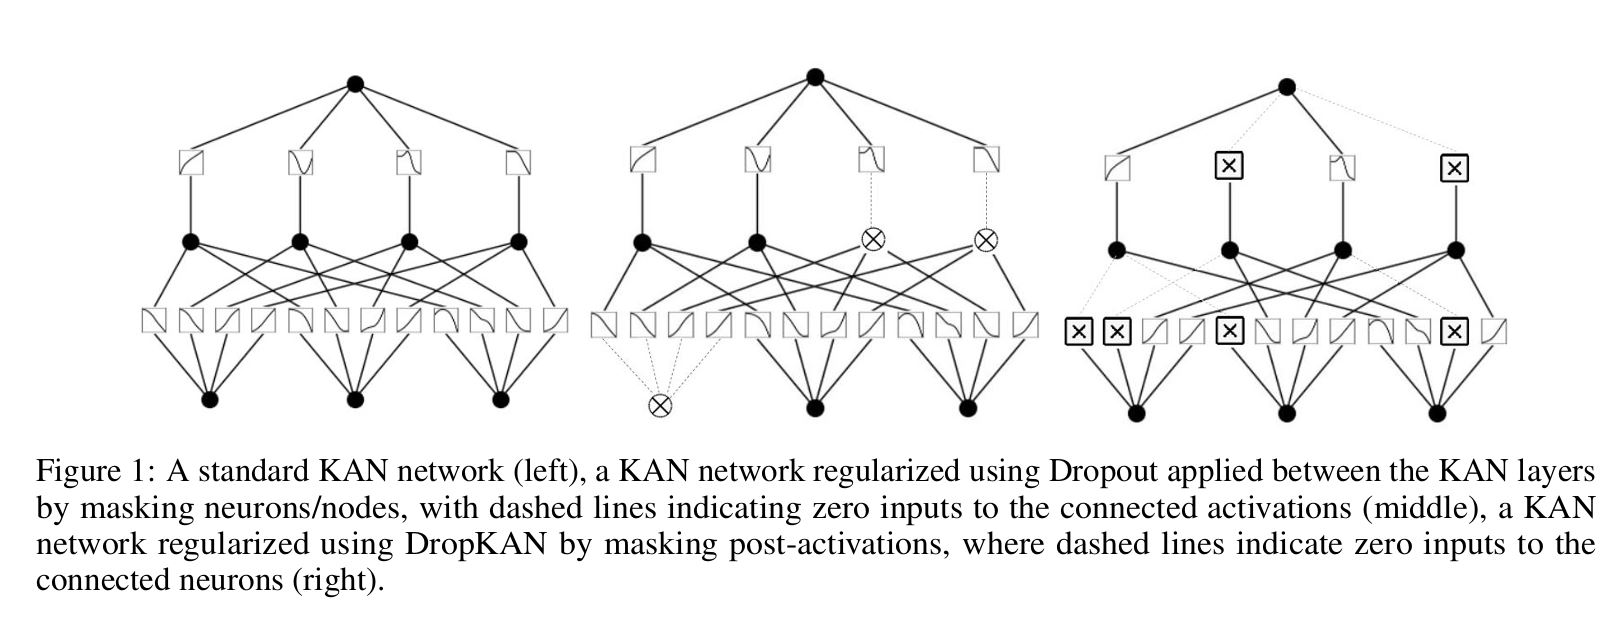 Figure 1: A standard KAN network (left), a KAN network regularized using Dropout applied between the KAN layers
by masking neurons/nodes, with dashed lines indicating zero inputs to the connected activations (middle), a KAN
network regularized using DropKAN by masking post-activations, where dashed lines indicate zero inputs to the
connected neurons (right).